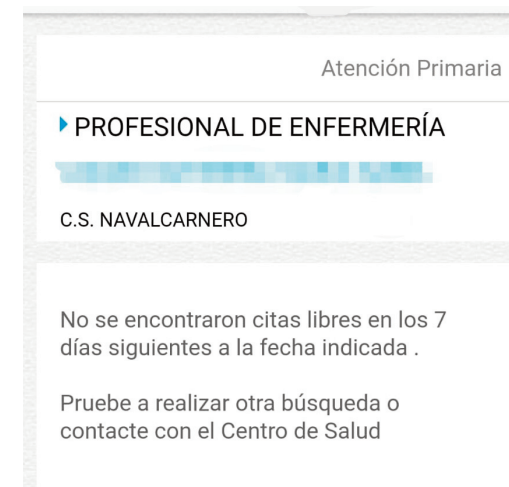 Atención Primaria
PROFESIONAL DE ENFERMERÍA
C.S. NAVALCARNERO
No se encontraron citas libres en los 7
días siguientes a la fecha indicada .
Pruebe a realizar otra búsqueda o
contacte con el Centro de Salud